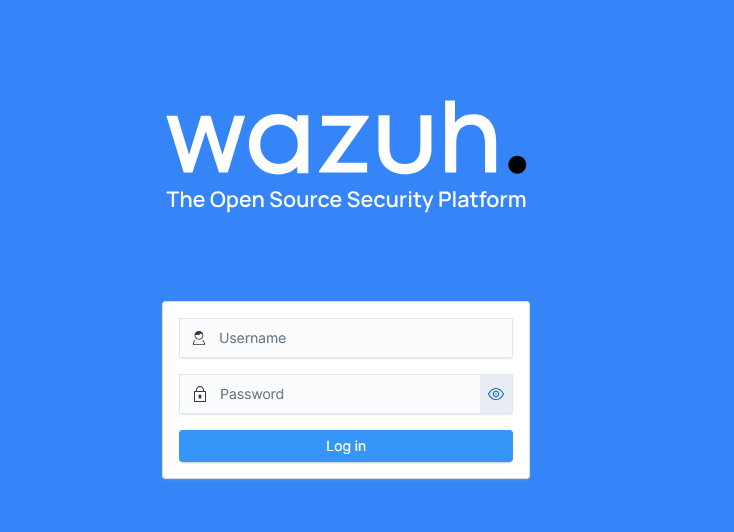 wazuh.
The Open Source Security Platform
Username
Password
Log in